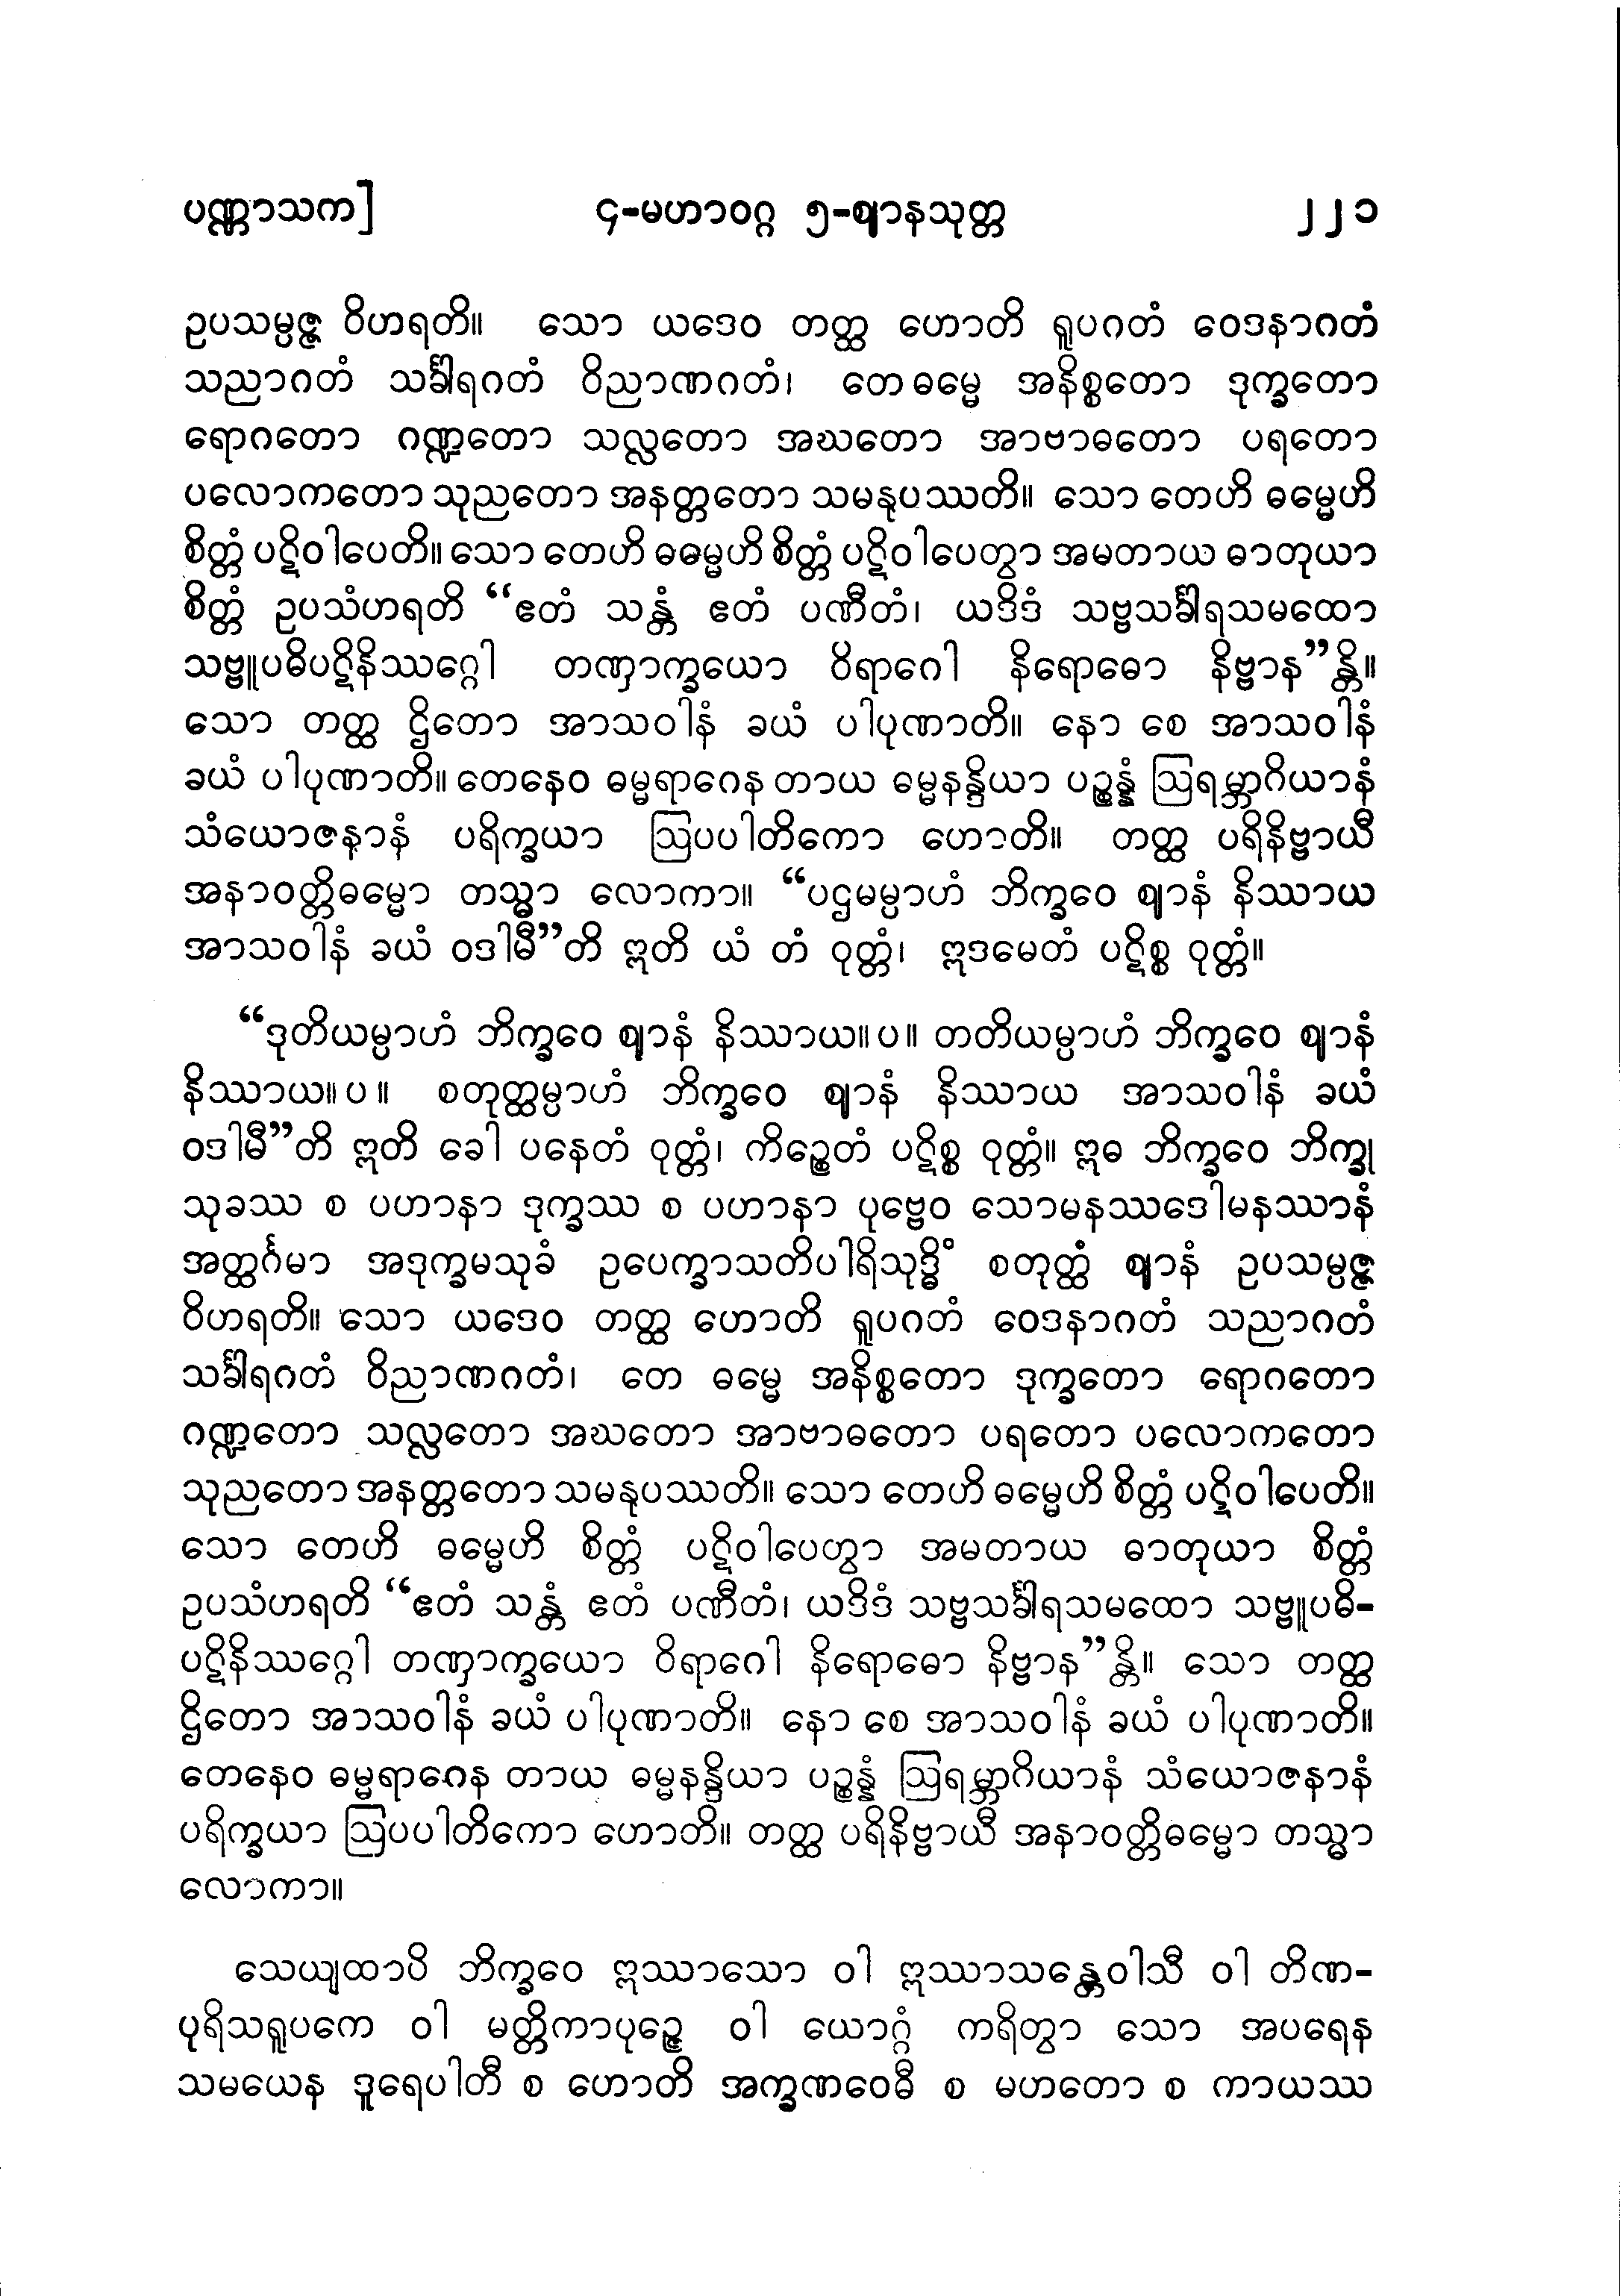 ပဏ္ဏာသက]
၄-မဟာဝဂ္ဂ ၅-ဈာနသုတ္တ
၂၂၁
ဥပသမ္ပဇ္ဇ ဝိဟရတိ။ သော ယဒေဝ တတ္ထ ဟောတိ ရူပဂတံ ဝေဒနာဂတံ
သညာဂတံ သင်္ခါရဂတံ ဝိညာဏဂတံ၊ တေ ဓမ္မေ အနိစ္စတော ဒုက္ခတော
ရောဂတော ဂဏ္ဍတော သလ္လတော အဃတော အာဗာဓတော ပရတော
ပလောကတော သုညတော အနတ္တတော သမနုပဿတိ။ သော တေဟိ ဓမ္မေဟိ
စိတ္တံ ပဋိဝါပေတိ။ သော တေဟိ ဓဓမ္မေဟိ စိတ္တံ ပဋိဝါပေတွာ အမတာယ ဓာတုယာ
စိတ္တံ ဥပသံဟရတိ “ဧတံ သန္တံ ဧတံ ပဏီတံ၊ ယဒိဒံ သဗ္ဗသင်္ခါရသမထော
သဗ္ဗူပဓိပဋိနိဿဂ္ဂေါ တဏှာက္ခယော ဝိရာဂေါ နိရောဓော နိဗ္ဗာန”န္တိ။
သော တတ္ထ ဌိတော အာသဝါနံ ခယံ ပါပုဏာတိ။ နော စေ အာသဝါနံ
ခယံ ပါပုဏာတိ။ တေနေဝ ဓမ္မရာဂေန တာယ ဓမ္မနန္ဒိယာ ပဉ္စန္နံ ဩရမ္ဘာဂိယာနံ
သံယောဇနာနံ ပရိက္ခယာ ဩပပါတိကော ဟောတိ။ တတ္ထ ပရိနိဗ္ဗာယီ
အနာဝတ္တိဓမ္မော တသ္မာ လောကာ။ “ပဌမမ္ပာဟံ ဘိက္ခဝေ ဈာနံ နိဿာယ
အာသဝါနံ ခယံ ဝဒါမီ”တိ ဣတိ ယံ တံ ဝုတ္တံ၊ ဣဒမေတံ ပဋိစ္စ ဝုတ္တံ။
“ဒုတိယမ္ပာဟံ ဘိက္ခဝေ ဈာနံ နိဿာယ။ပ။ တတိယမ္ပာဟံ ဘိက္ခဝေ ဈာနံ
နိဿာယ။ပ။ စတုတ္ထမ္ပာဟံ ဘိက္ခဝေ ဈာနံ နိဿာယ အာသဝါနံ ခယံ
ဝဒါမီ”တိ ဣတိ ခေါ ပနေတံ ဝုတ္တံ၊ ကိဉ္စေတံ ပဋိစ္စ ဝုတ္တံ။ ဣဓ ဘိက္ခဝေ ဘိက္ခု
သုခဿ စ ပဟာနာ ဒုက္ခဿ စ ပဟာနာ ပုဗ္ဗေဝ သောမနဿဒေါမနဿာနံ
အတ္ထင်္ဂမာ အဒုက္ခမသုခံ ဥပေက္ခာသတိပါရိသုဒ္ဓိံ စတုတ္ထံ ဈာနံ ဥပသမ္ပဇ္ဇ
ဝိဟရတိ။ သော ယဒေဝ တတ္ထ ဟောတိ ရူပဂတံ ဝေဒနာဂတံ သညာဂတံ
သင်္ခါရဂတံ ဝိညာဏဂတံ၊ တေ ဓမ္မေ အနိစ္စတော ဒုက္ခတော ရောဂတော
ဂဏ္ဍတော သလ္လတော အဃတော အာဗာဓတော ပရတော ပလောကတော
သုညတော အနတ္တတော သမနုပဿတိ။ သော တေဟိ ဓမ္မေဟိ စိတ္တံ ပဋိဝါပေတိ။
သော တေဟိ ဓမ္မေဟိ စိတ္တံ ပဋိဝါပေတွာ အမတာယ ဓာတုယာ စိတ္တံ
ဥပသံဟရတိ “ဧတံ သန္တံ ဧတံ ပဏီတံ၊ ယဒိဒံ သဗ္ဗသင်္ခါရသမထော သဗ္ဗူပဓိ-
ပဋိနိဿဂ္ဂေါ တဏှာက္ခယော ဝိရာဂေါ နိရောဓော နိဗ္ဗာန”န္တိ။ သော တတ္ထ
ဌိတော အာသဝါနံ ခယံ ပါပုဏာတိ။ နော စေ အာသဝါနံ ခယံ ပါပုဏာတိ။
တေနေဝ ဓမ္မရာဂေန တာယ ဓမ္မနန္ဒိယာ ပဉ္စန္နံ ဩရမ္ဘာဂိယာနံ သံယောဇနာနံ
ပရိက္ခယာ ဩပပါတိကော ဟောတိ။ တတ္ထ ပရိနိဗ္ဗာယီ အနာဝတ္တိဓမ္မော တသ္မာ
လောကာ။
သေယျထာပိ ဘိက္ခဝေ ဣဿာသော ဝါ ဣဿာသန္တေဝါသီ ဝါ တိဏ-
ပုရိသရူပကေ ဝါ မတ္တိကာပုဉ္ဇေ ဝါ ယောဂ္ဂံ ကရိတွာ သော အပရေန
သမယေန ဒူရေပါတီ စ ဟောတိ အက္ခဏဝေဓီ စ မဟတော စ ကာယဿ